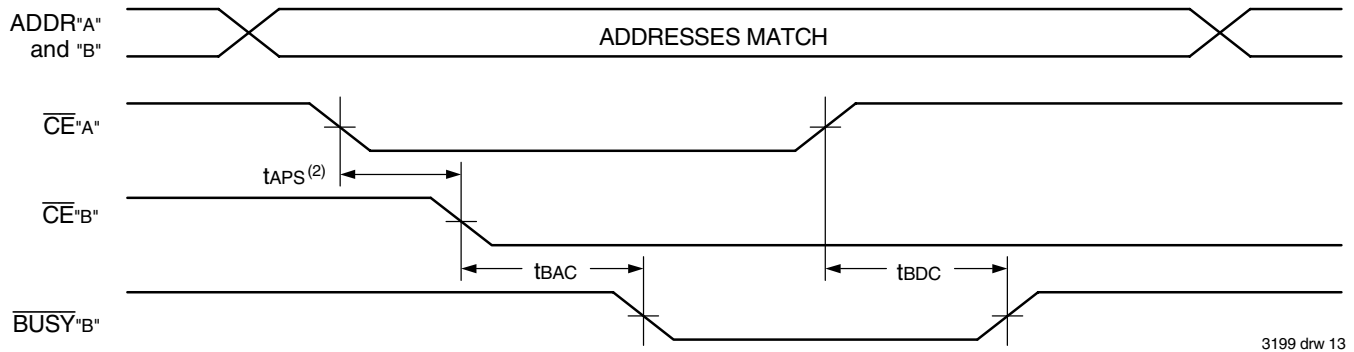 ADDR"A"
and "B"
ADDRESSES MATCH
CE"A"
tAPS(2)
CE"B"
tBAC
tBDC
BUSY"B"
3199 drw 13